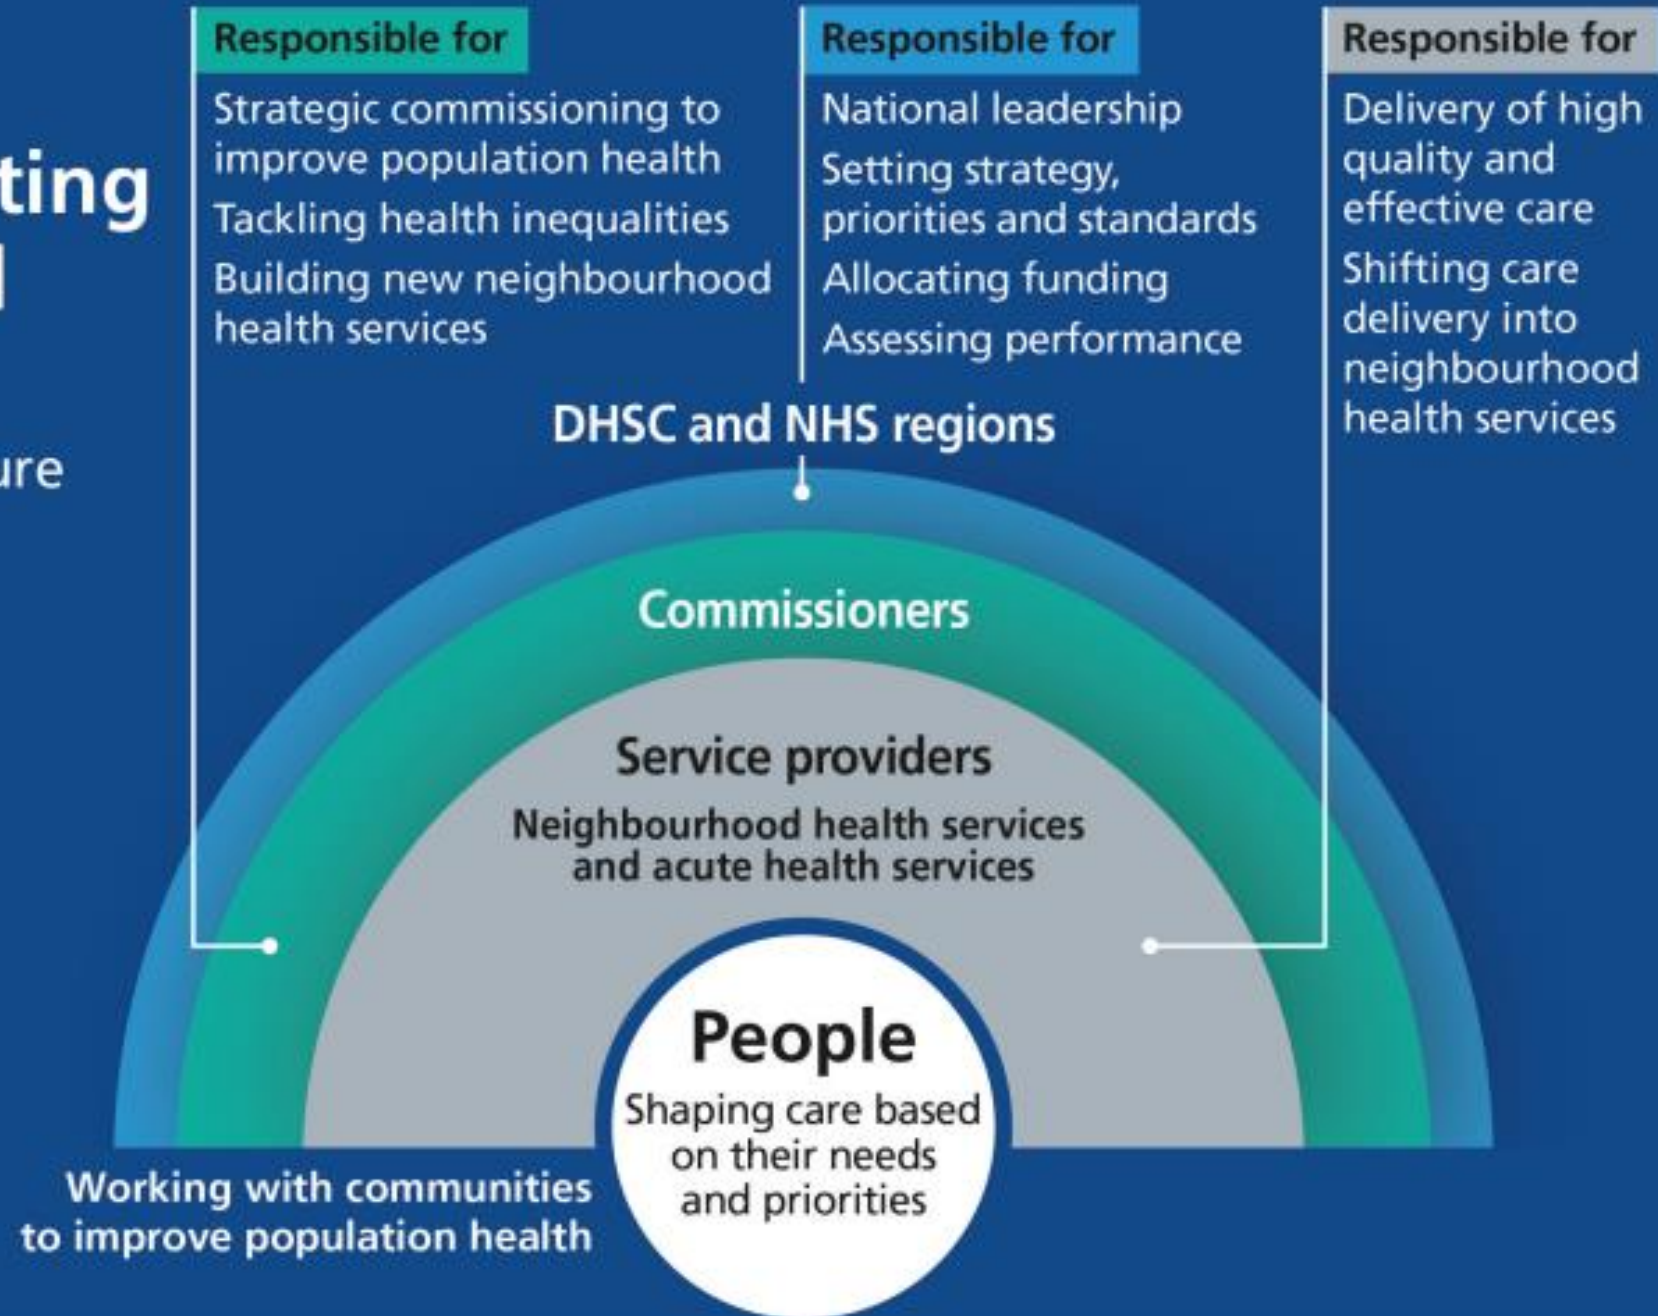 Responsible for
Strategic commissioning to
improve population health
Tackling health inequalities
Building new neighbourhood
health services
Responsible for
National leadership
Setting strategy,
priorities and standards
Allocating funding
Assessing performance
Responsible for
Delivery of high
quality and
effective care
Shifting care
delivery into
neighbourhood
health services
DHSC and NHS regions
Commissioners
Service providers
Neighbourhood health services
and acute health services
People
Shaping care based
on their needs
and priorities
Working with communities
to improve population health